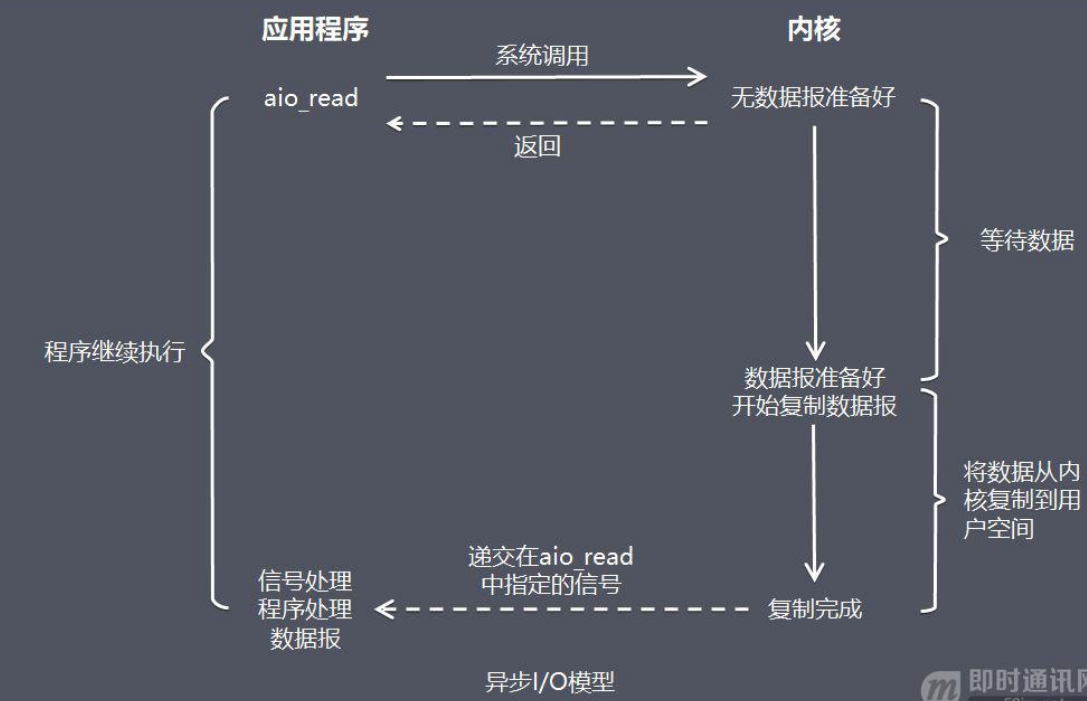 应用程序
内核
系统调用
aio_read
无数据报准备好
返回
等待数据
程序继续执行
数据报准备好
开始复制数据报
将数据从内
核复制到用
户空间
递交在aio_read
中指定的信号
信号处理
程序处理
数据报
复制完成
异步I/O模型
即时通讯网